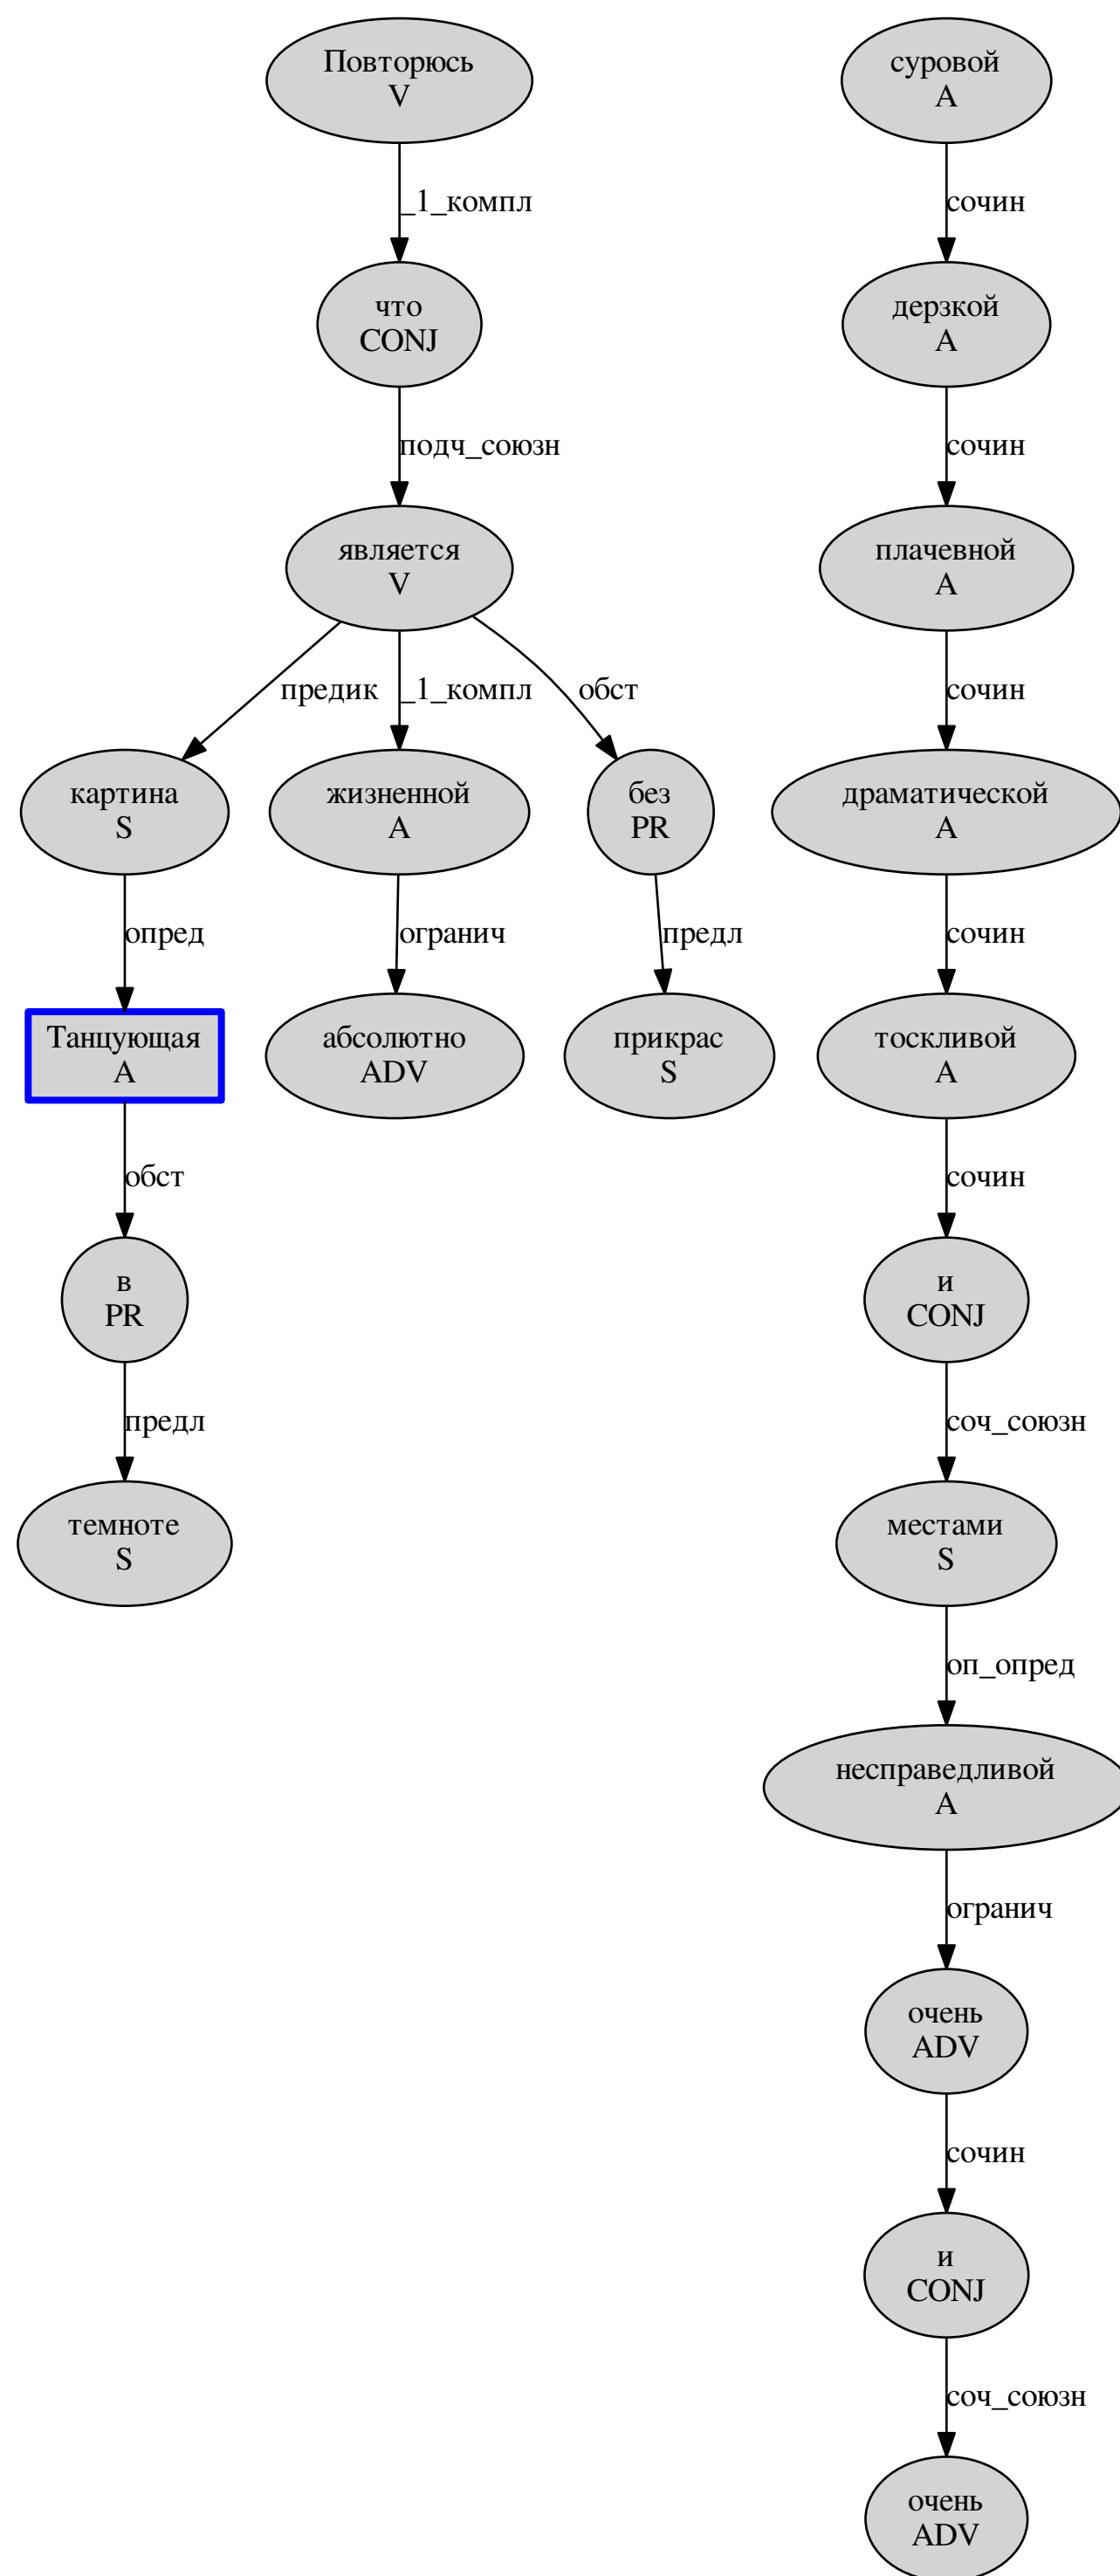 Повторюсь
V
суровой
A
_1_компл
сочин
что
CONJ
дерзкой
A
подч_союзн
сочин
является
V
плачевной
A
предик
_1_компл
обст
сочин
картина
S
жизненной
A
без
PR
драматической
A
опред
огранич
предл
сочин
Танцующая
A
абсолютно
ADV
прикрас
S
тоскливой
A
обст
сочин
в
PR
и
CONJ
предл
соч_союзн
темноте
S
местами
S
оп_опред
несправедливой
A
огранич
очень
ADV
сочин
и
CONJ
соч_союзн
очень
ADV